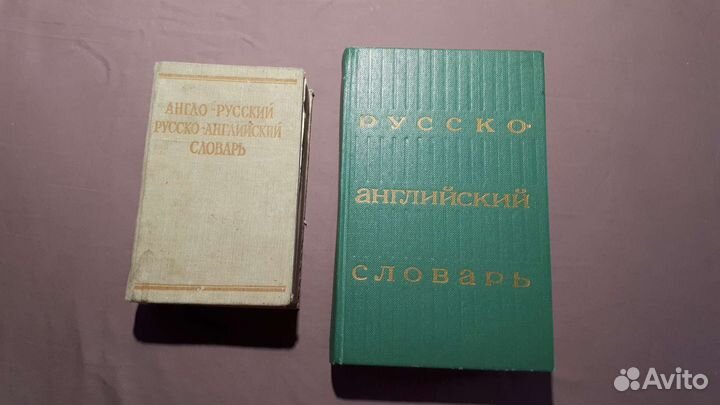 АНГЛО-РУССКИЙ
РУССКО-АНГЛИЙСКИЙ
СЛОВАРЬ
РУССКО-
английский
словарь
Avito